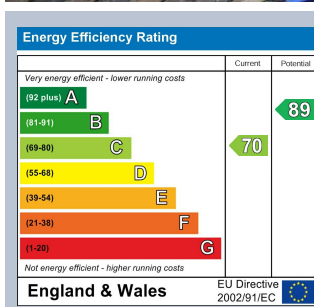 Energy Efficiency Rating
Current Potential
Very energy efficient - lower running costs
(92 plus) A
(81-91) B
(69-80) C
(55-68) D
(39-54) E
(21-38) F
(1-20) G
89
70
Not energy efficient - higher running costs
England & Wales
EU Directive
2002/91/EC